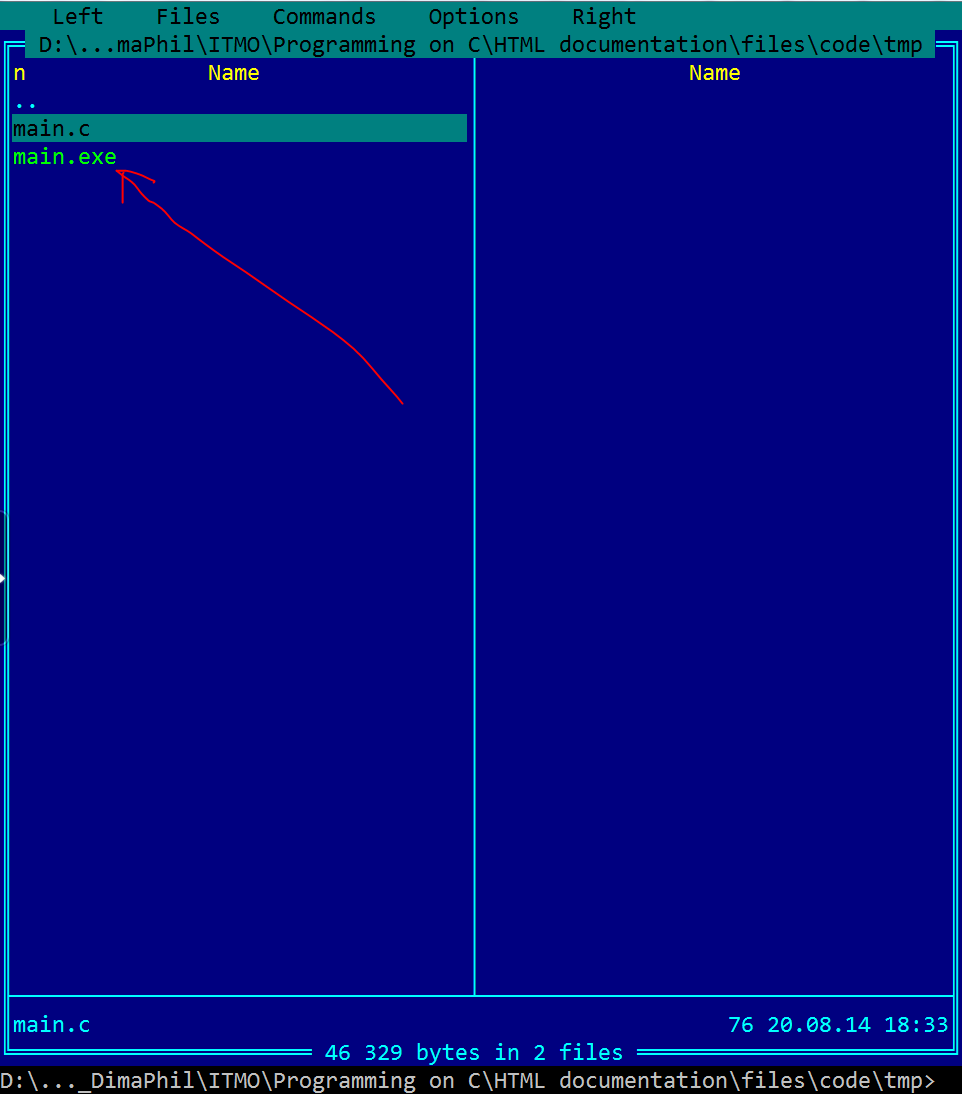 Left Files Commands Options Right
D:\...maPhil\ITMO\Programming on C\HTML documentation\files\code\tmp
n Name Name
..
main.c
main.exe
main.c 76 20.08.14 18:33
46 329 bytes in 2 files
D:\..._DimaPhil\ITMO\Programming on C\HTML documentation\files\code\tmp>